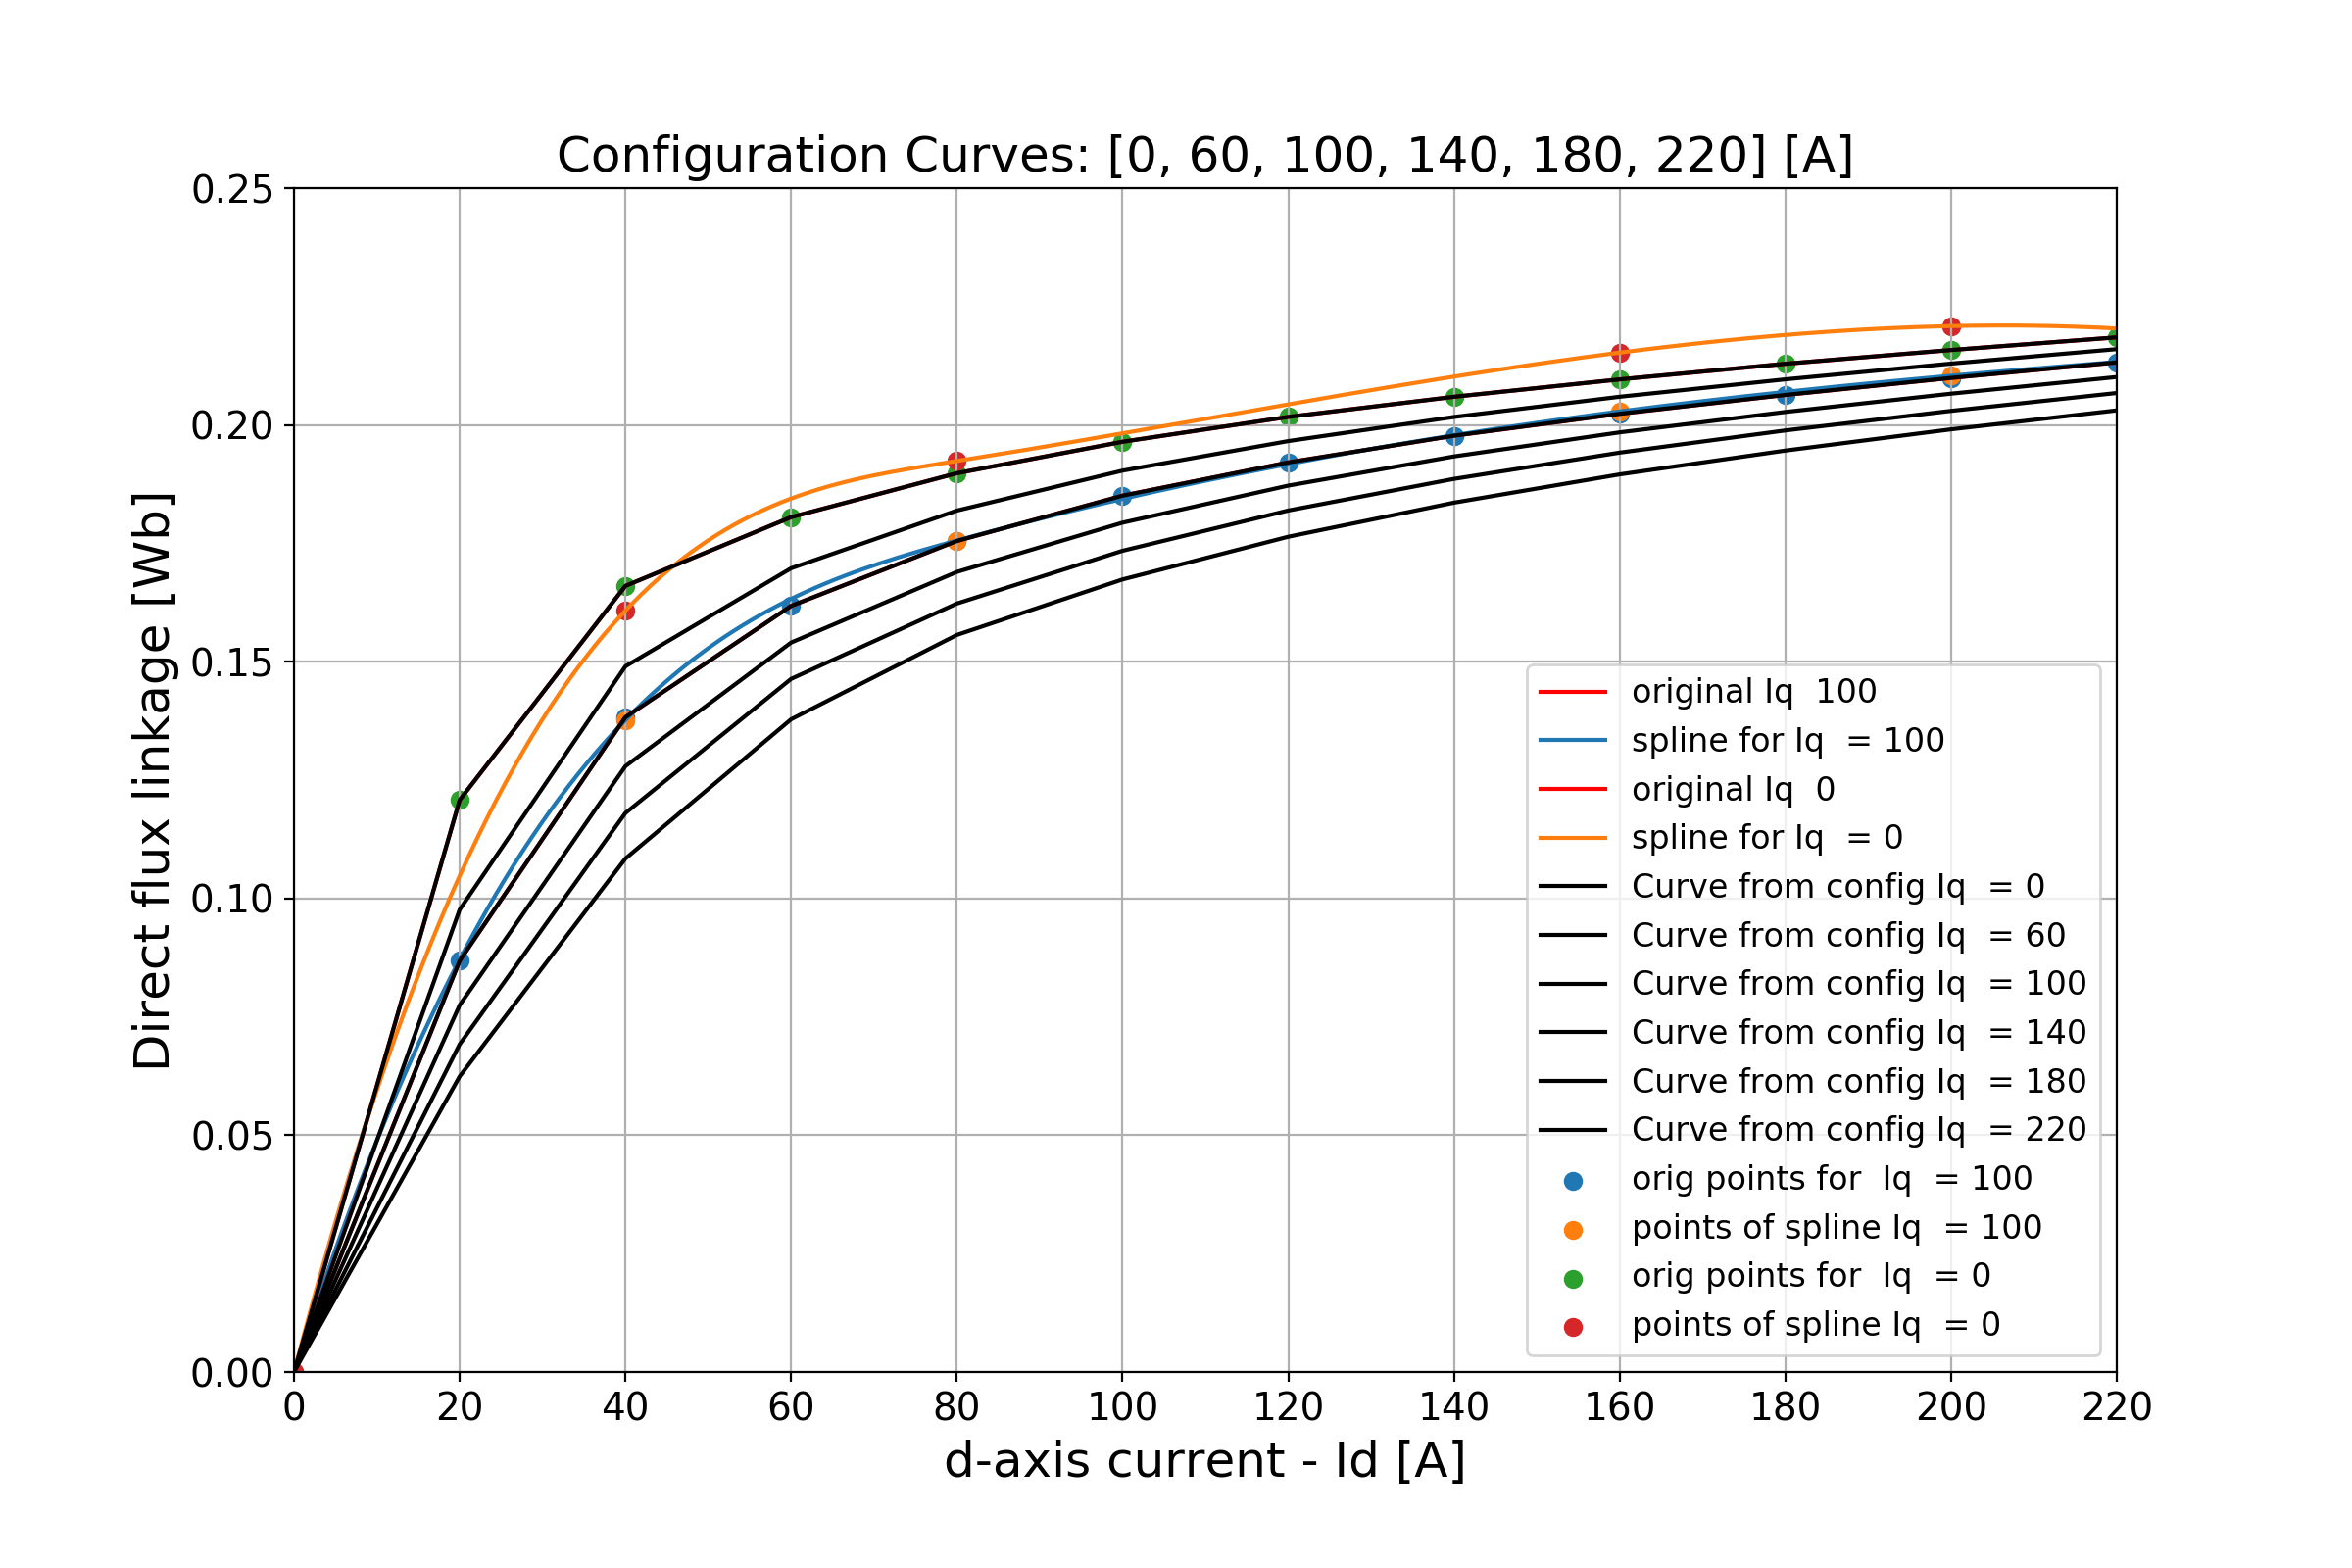 Configuration Curves: [0, 60, 100, 140, 180, 220] [A]
0.25
0.20
0.15
0.10
0.05
0.00
Direct flux linkage [Wb]
original Iq  100
spline for Iq  = 100
original Iq  0
spline for Iq  = 0
Curve from config Iq  = 0
Curve from config Iq  = 60
Curve from config Iq  = 100
Curve from config Iq  = 140
Curve from config Iq  = 180
Curve from config Iq  = 220
orig points for  Iq  = 100
points of spline Iq  = 100
orig points for  Iq  = 0
points of spline Iq  = 0
0 20 40 60 80 100 120 140 160 180 200 220
d-axis current - Id [A]